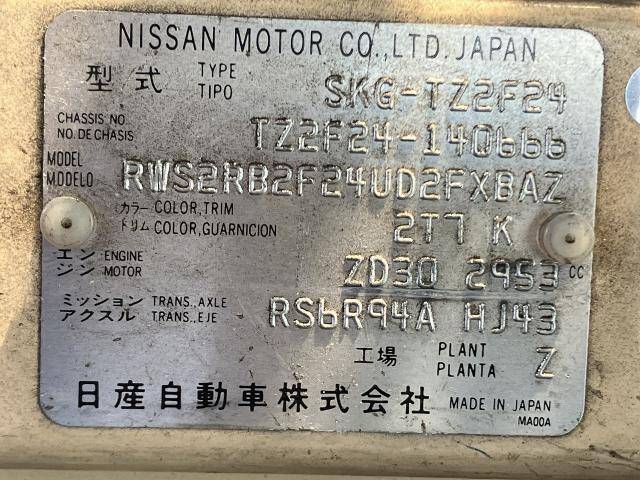 NISSAN MOTOR CO.,LTD. JAPAN
型式 TYPE TIPO SKG-TZ2F24
CHASSIS NO NO. DE CHASIS TZ2F24-140666
MODEL MODELO RWS2RB2F24UD2FXBAZ
カラー COLOR, TRIM
トリム COLOR, GUARNICION 2T7 K
エンジン ENGINE MOTOR ZD30 2953 CC
ミッション TRANS., AXLE
アクスル TRANS., EJE RS6R94A HJ43
工場 PLANT PLANTA Z
日産自動車株式会社 MADE IN JAPAN
MA00A